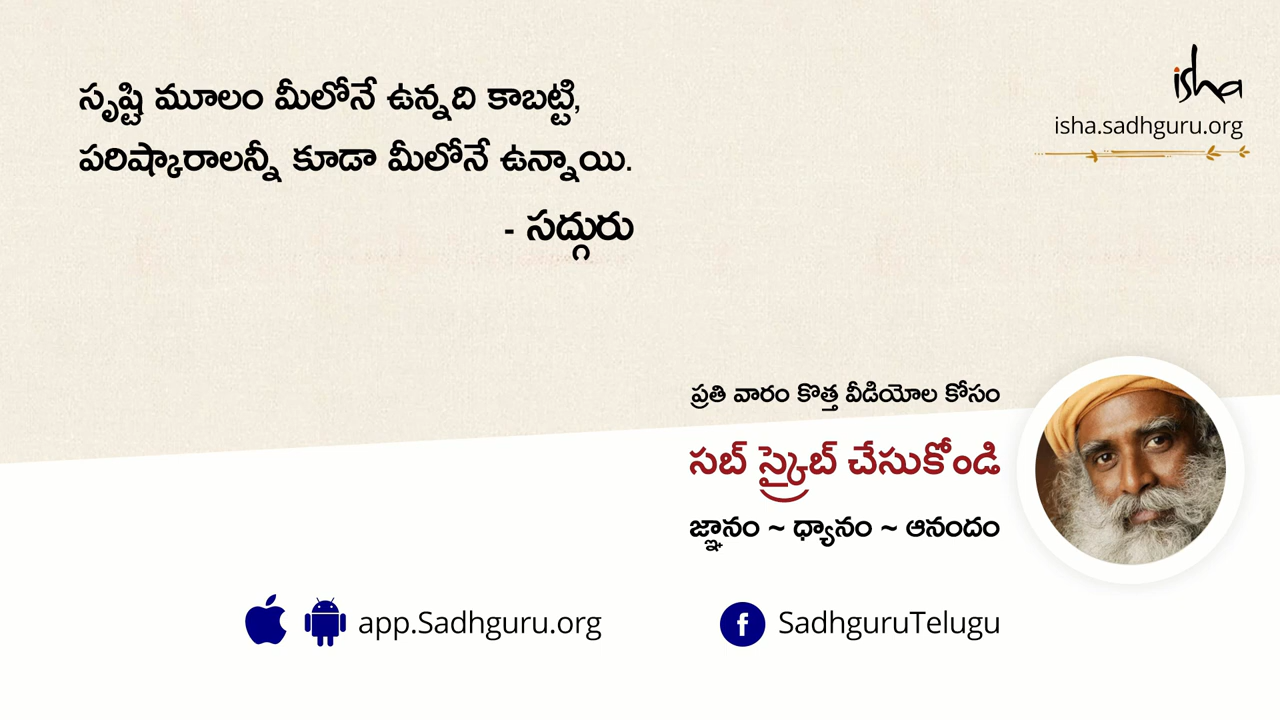 సృష్టి మూలం మీలోనే ఉన్నది కాబట్టి,
పరిష్కారాలన్నీ కూడా మీలోనే ఉన్నాయి.
- సద్గురు
isha
isha.sadhguru.org
ప్రతి వారం కొత్త వీడియోల కోసం
సబ్ స్క్రైబ్ చేసుకోండి
జ్ఞానం ~ ధ్యానం ~ ఆనందం
app.Sadhguru.org
SadhguruTelugu